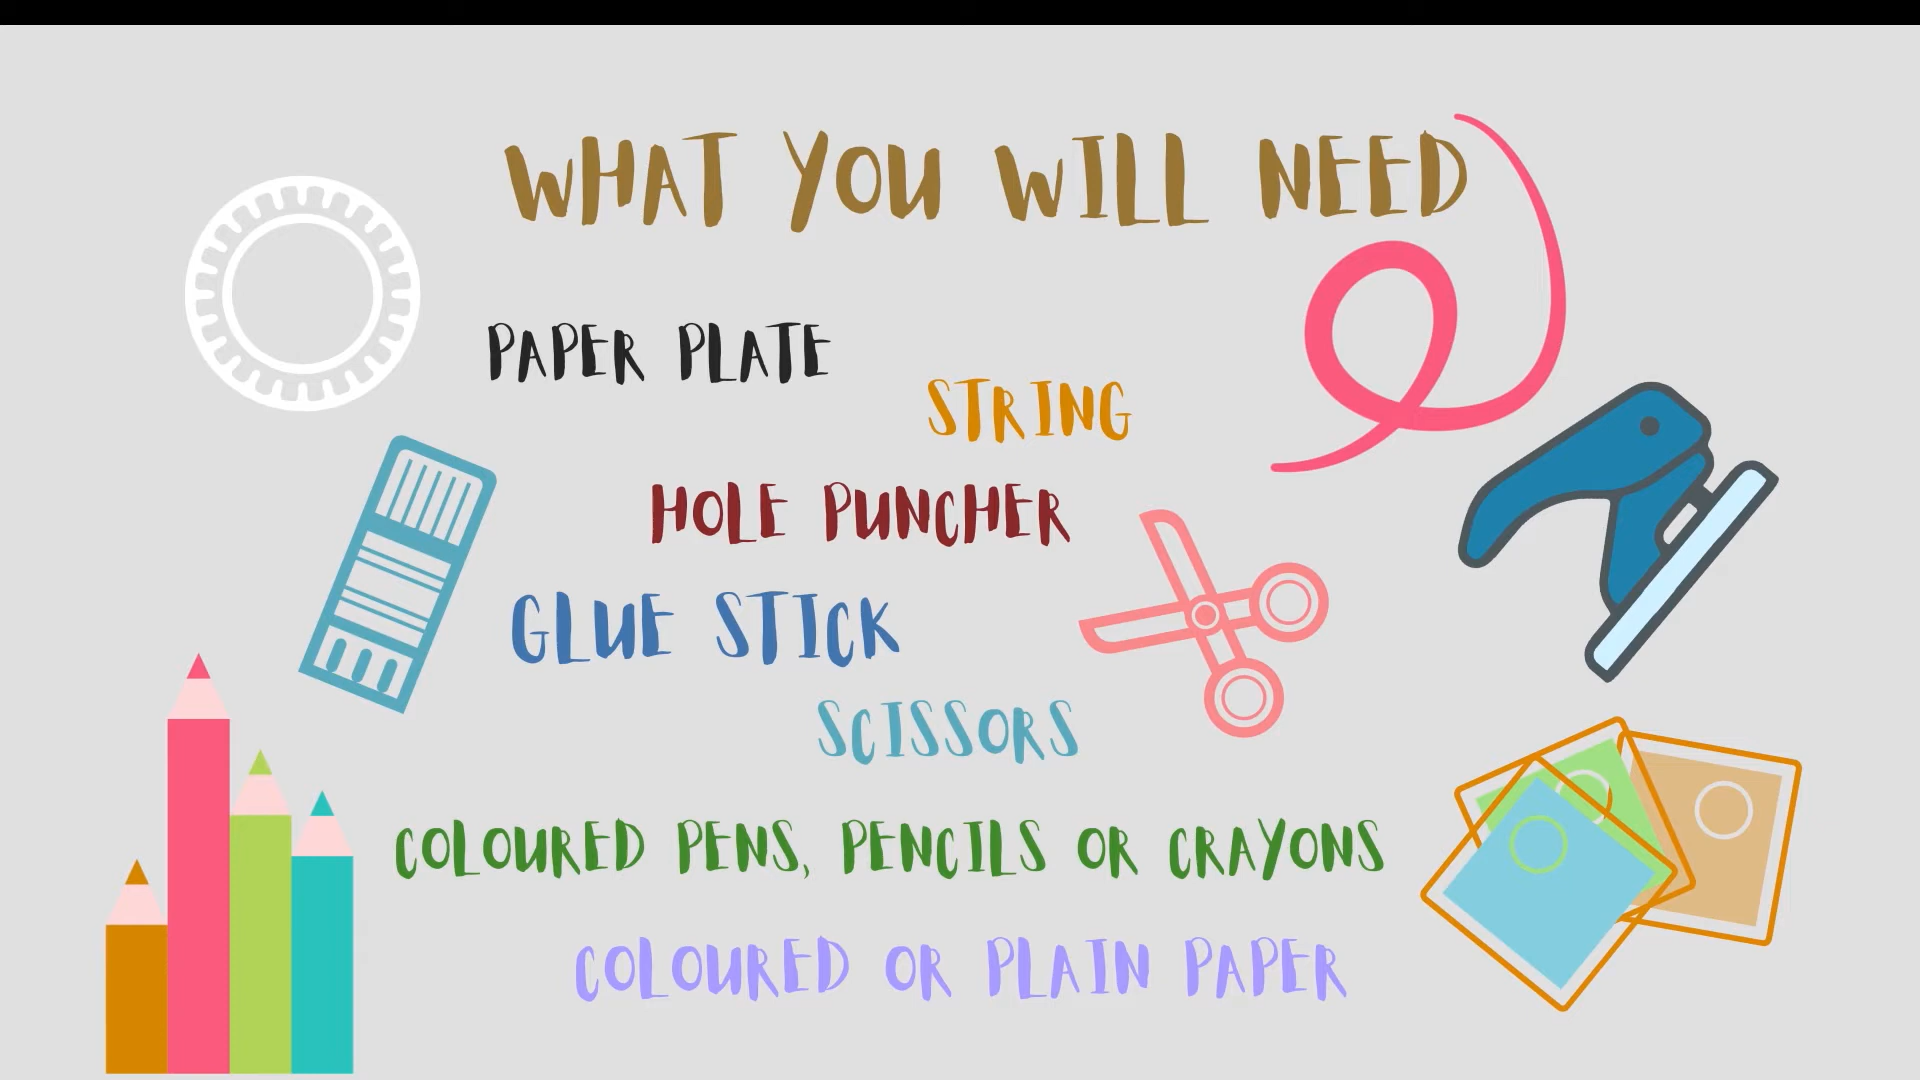 WHAT YOU WILL NEED
PAPER PLATE
STRING
HOLE PUNCHER
GLUE STICK
SCISSORS
COLOURED PENS, PENCILS OR CRAYONS
COLOURED OR PLAIN PAPER